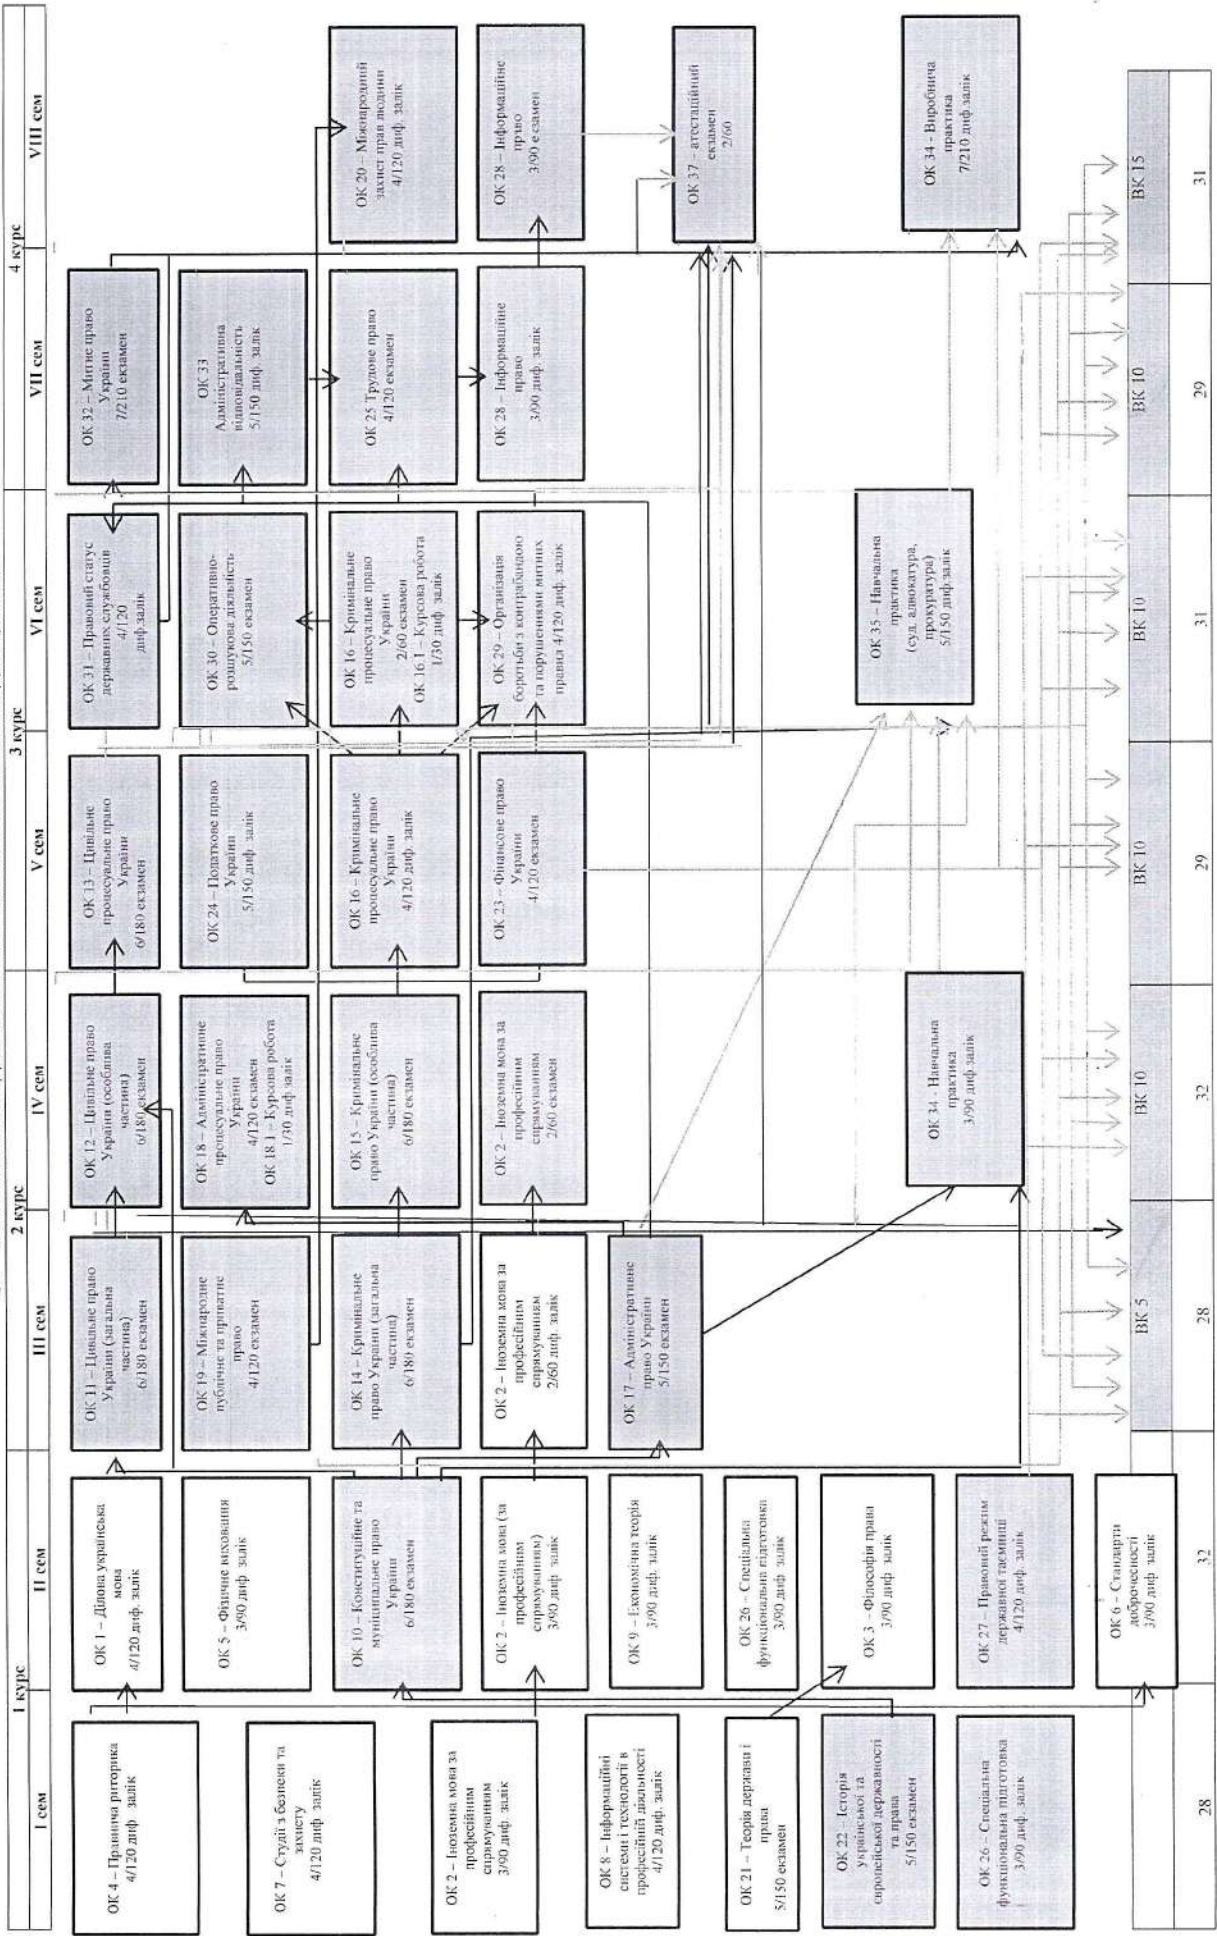 1 курс
2 курс
3 курс
4 курс
I сем
II сем
III сем
IV сем
V сем
VI сем
VII сем
VIII сем
ОК 4 – Правнича риторика
4/120 диф. залік
ОК 7 – Студії з безпеки та
захисту
4/120 диф. залік
ОК 2 – Іноземна мова за
професійним
спрямуванням
3/90 диф. залік
ОК 8 – Інформаційні
системи і технології в
професійній діяльності
4/120 диф. залік
ОК 21 – Теорія держави і
права
5/150 екзамен
ОК 22 – Історія
української та
європейської державності
та права
5/150 екзамен
ОК 26 – Спеціальна
функціональна підготовка
3/90 диф. залік
28
ОК 1 – Ділова українська
мова
4/120 диф. залік
ОК 5 – Фізичне виховання
3/90 диф. залік
ОК 10 – Конституційне та
муніципальне право
України
6/180 екзамен
ОК 2 – Іноземна мова (за
професійним
спрямуванням)
3/90 диф. залік
ОК 9 – Економічна теорія
3/90 диф. залік
ОК 26 – Спеціальна
функціональна підготовка
3/90 диф. залік
ОК 3 – Філософія права
3/90 диф. залік
ОК 27 – Правовий режим
державної таємниці
4/120 диф. залік
ОК 6 – Стандарти
доброчесності
3/90 диф. залік
32
ОК 11 – Цивільне право
України (загальна
частина)
6/180 екзамен
ОК 19 – Міжнародне
публічне та приватне
право
4/120 екзамен
ОК 14 – Кримінальне
право України (загальна
частина)
6/180 екзамен
ОК 2 – Іноземна мова за
професійним
спрямуванням
2/60 диф. залік
ОК 17 – Адміністративне
право України
5/150 екзамен
ВК 5
28
ОК 12 – Цивільне право
України (особлива
частина)
6/180 екзамен
ОК 18 – Адміністративне
процесуальне право
України
4/120 екзамен
ОК 18.1 – Курсова робота
1/30 диф залік
ОК 15 – Кримінальне
право України (особлива
частина)
6/180 екзамен
ОК 2 – Іноземна мова за
професійним
спрямуванням
2/60 екзамен
ОК 34 - Навчальна
практика
3/90 диф залік
ВК 10
32
ОК 13 – Цивільне
процесуальне право
України
6/180 екзамен
ОК 24 – Податкове право
України
5/150 диф. залік
ОК 16 – Кримінальне
процесуальне право
України
4/120 диф. залік
ОК 23 – Фінансове право
України
4/120 екзамен
ВК 10
29
ОК 31 – Правовий статус
державних службовців
4/120
диф.залік
ОК 30 – Оперативно-
розшукова діяльність
5/150 екзамен
ОК 16 – Кримінальне
процесуальне право
України
2/60 екзамен
ОК 16.1 – Курсова робота
1/30 диф. залік
ОК 29 – Організація
боротьби з контрабандою
та порушеннями митних
правил 4/120 диф. залік
ОК 35 – Навчальна
практика
(суд, адвокатура,
прокуратура)
5/150 диф.залік
ВК 10
31
ОК 32 – Митне право
України
7/210 екзамен
ОК 33
Адміністративна
відповідальність
5/150 диф. залік
ОК 25 Трудове право
4/120 екзамен
ОК 28 – Інформаційне
право
3/90 диф. залік
ВК 10
29
ОК 20 – Міжнародний
захист прав людини
4/120 диф. залік
ОК 28 – Інформаційне
право
3/90 екзамен
ОК 37 – атестаційний
екзамен
2/60
ОК 34 - Виробнича
практика
7/210 диф.залік
ВК 15
31